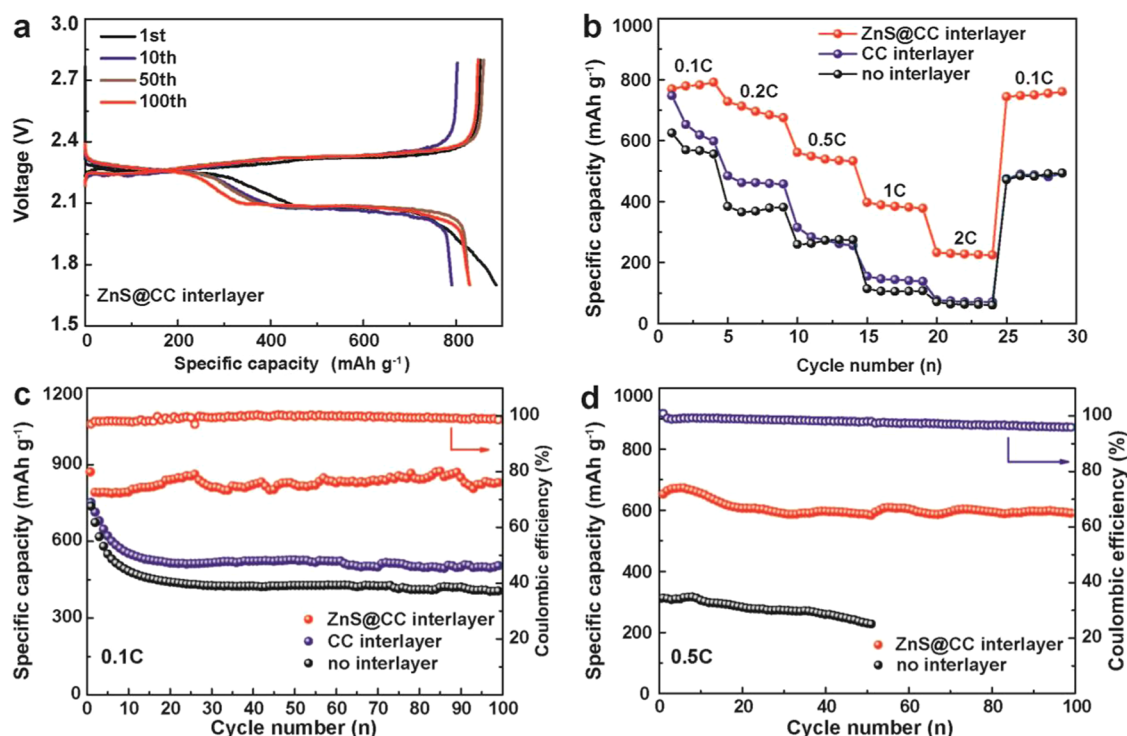 a
3.0
2.7
2.4
2.1
1.8
1.5
Voltage (V)
1st
10th
50th
100th
ZnS@CC interlayer
0
200
400
600
800
Specific capacity (mAh g⁻¹)
b
1000
800
600
400
200
0
Specific capacity (mAh g⁻¹)
ZnS@CC interlayer
CC interlayer
no interlayer
0.1C
0.2C
0.5C
1C
2C
0.1C
0
5
10
15
20
25
30
Cycle number (n)
c
1200
900
500
300
0
Specific capacity (mAh g⁻¹)
100
80
60
40
20
Coulombic efficiency (%)
ZnS@CC interlayer
CC interlayer
no interlayer
0.1C
0
10
20
30
40
50
60
70
80
90
100
Cycle number (n)
d
1000
900
600
300
200
0
Specific capacity (mAh g⁻¹)
100
80
60
40
20
Coulombic efficiency (%)
ZnS@CC interlayer
no interlayer
0.5C
0
20
40
60
80
100
Cycle number (n)